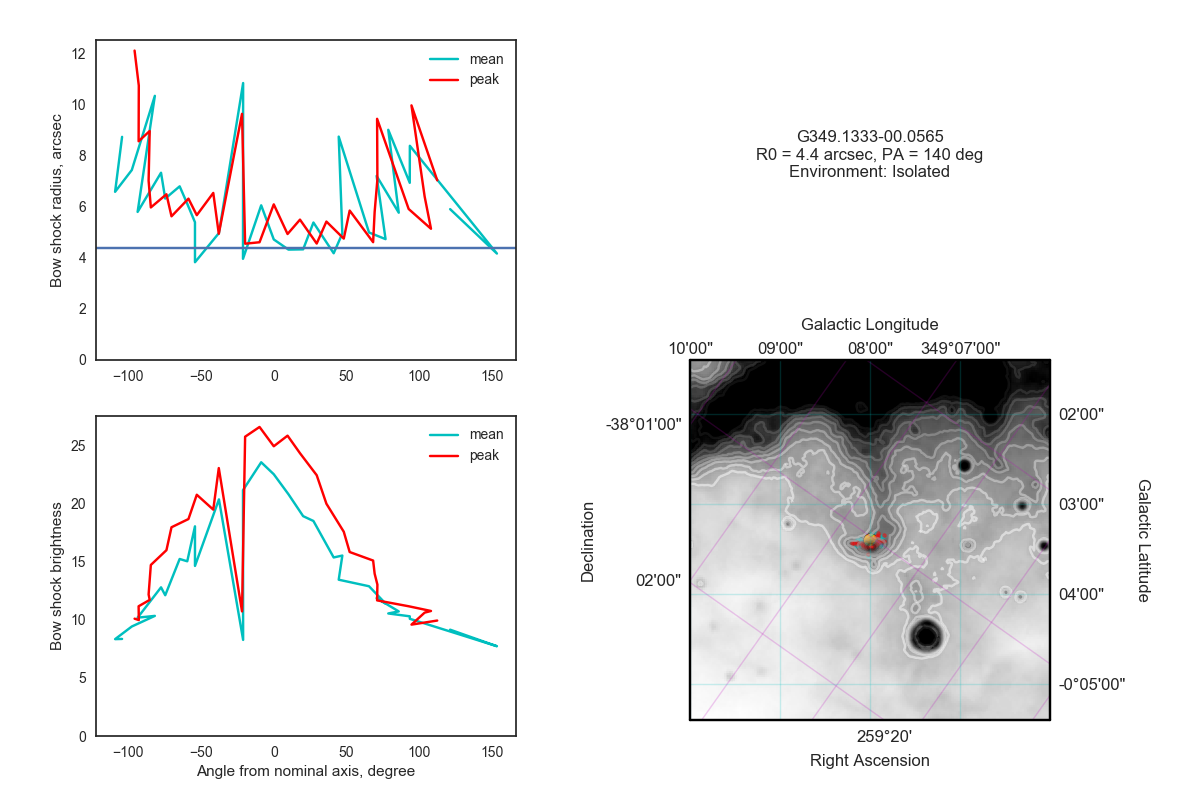 12
10
8
6
4
2
0
−100
−50
0
50
100
150
Bow shock radius, arcsec
mean
peak
25
20
15
10
5
0
−100
−50
0
50
100
150
Bow shock brightness
Angle from nominal axis, degree
mean
peak
G349.1333-00.0565
R0 = 4.4 arcsec, PA = 140 deg
Environment: Isolated
Galactic Longitude
10'00"
09'00"
08'00"
349°07'00"
-38°01'00"
02'00"
Declination
02'00"
03'00"
04'00"
-0°05'00"
Galactic Latitude
259°20'
Right Ascension